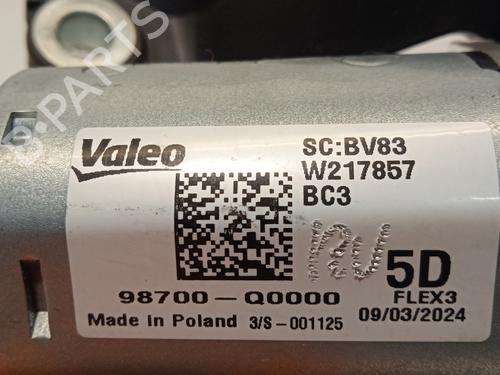 B-PARTS
Valeo
SC:BV83
W217857
BC3
5D
FLEX3
98700-Q0000
09/03/2024
Made in Poland 3/S-001125